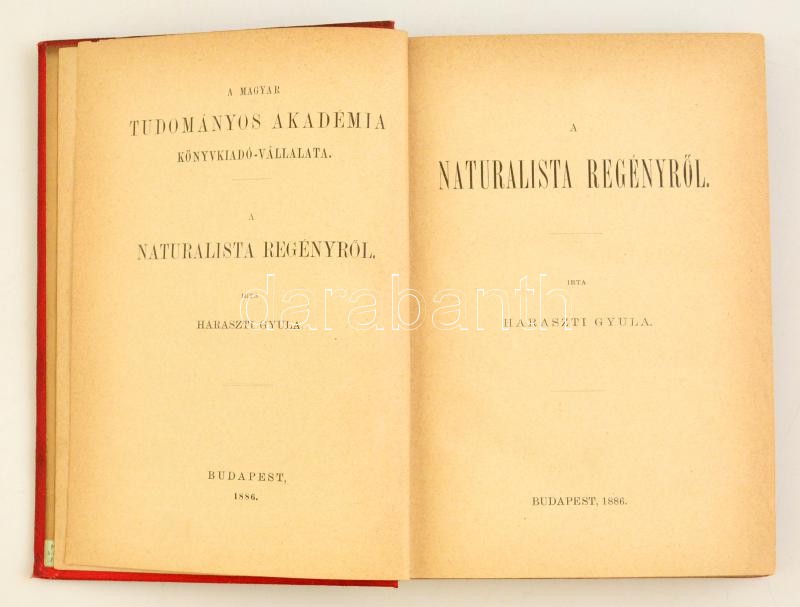 A MAGYAR
TUDOMÁNYOS AKADÉMIA
KÖNYVKIADÓ-VÁLLALATA.
A
NATURALISTA REGÉNYRŐL.
IRTA
HARASZTI GYULA.
BUDAPEST,
1886.
A
NATURALISTA REGÉNYRŐL.
IRTA
HARASZTI GYULA.
BUDAPEST, 1886.
darabanth